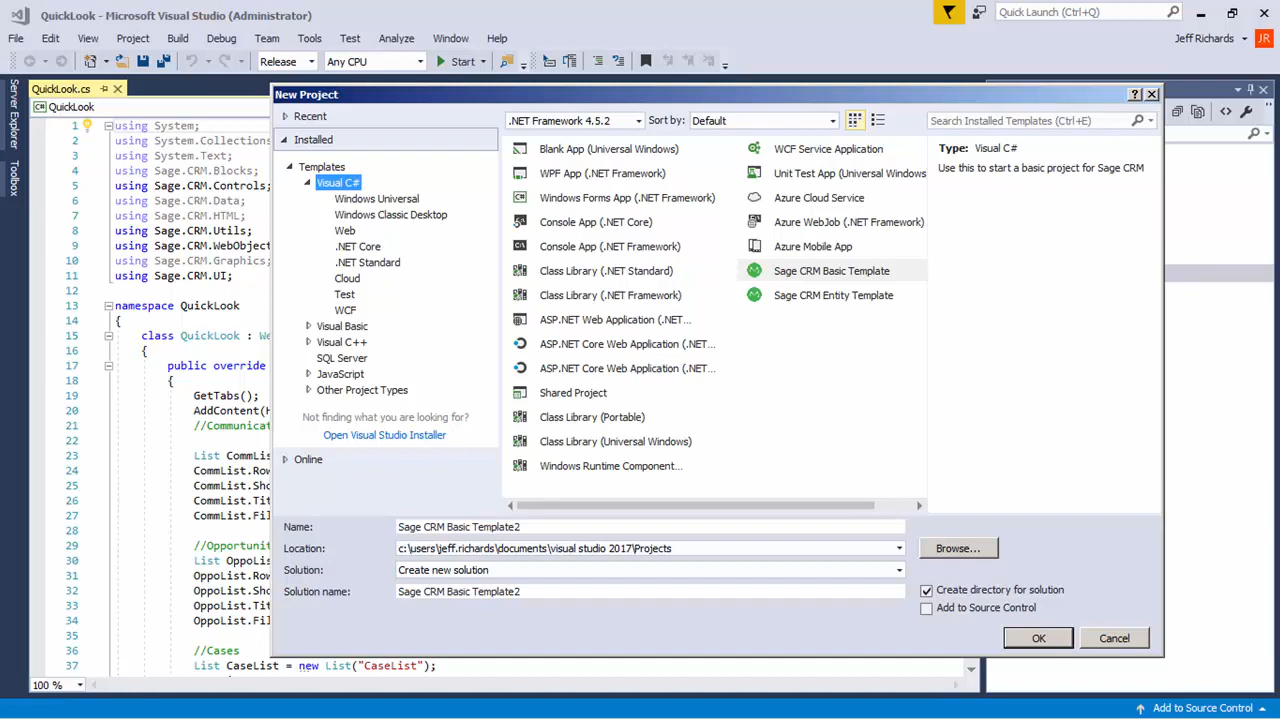 QuickLook - Microsoft Visual Studio (Administrator)
Quick Launch (Ctrl+Q)
File Edit View Project Build Debug Team Tools Test Analyze Window Help
Jeff Richards JR
Release Any CPU Start
Server Explorer
Toolbox
QuickLook.cs
QuickLook
1 using System;
2 using System.Collections
3 using System.Text;
4 using Sage.CRM.Blocks;
5 using Sage.CRM.Controls;
6 using Sage.CRM.Data;
7 using Sage.CRM.HTML;
8 using Sage.CRM.Utils;
9 using Sage.CRM.WebObject
10 using Sage.CRM.Graphics;
11 using Sage.CRM.UI;
12
13 namespace QuickLook
14 {
15 class QuickLook : We
16 {
17 public override
18 {
19 GetTabs();
20 AddContent(H
21 //Communicat
22
23 List CommLis
24 CommList.Row
25 CommList.Sho
26 CommList.Tit
27 CommList.Fil
28
29 //Opportunit
30 List OppoLis
31 OppoList.Row
32 OppoList.Sho
33 OppoList.Tit
34 OppoList.Fil
35
36 //Cases
37 List CaseList = new List("CaseList");
100 %
New Project
Recent
Installed
Templates
Visual C#
Windows Universal
Windows Classic Desktop
Web
.NET Core
.NET Standard
Cloud
Test
WCF
Visual Basic
Visual C++
SQL Server
JavaScript
Other Project Types
Not finding what you are looking for?
Open Visual Studio Installer
Online
.NET Framework 4.5.2 Sort by: Default
Search Installed Templates (Ctrl+E)
Blank App (Universal Windows)
WPF App (.NET Framework)
Windows Forms App (.NET Framework)
Console App (.NET Core)
Console App (.NET Framework)
Class Library (.NET Standard)
Class Library (.NET Framework)
ASP.NET Web Application (.NET...
ASP.NET Core Web Application (.NET...
ASP.NET Core Web Application (.NET...
Shared Project
Class Library (Portable)
Class Library (Universal Windows)
Windows Runtime Component...
WCF Service Application
Unit Test App (Universal Windows
Azure Cloud Service
Azure WebJob (.NET Framework)
Azure Mobile App
Sage CRM Basic Template
Sage CRM Entity Template
Type: Visual C#
Use this to start a basic project for Sage CRM
Name: Sage CRM Basic Template2
Location: c:\users\jeff.richards\documents\visual studio 2017\Projects
Browse...
Solution: Create new solution
Solution name: Sage CRM Basic Template2
Create directory for solution
Add to Source Control
OK Cancel
Add to Source Control